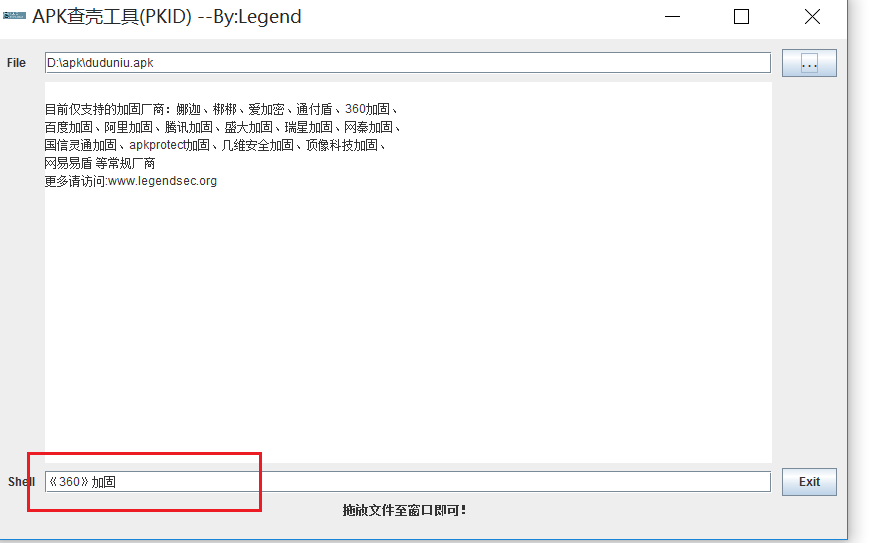 APK查壳工具(PKID) --By:Legend
File D:\apk\duduniu.apk ...
目前仅支持的加固厂商：娜迦、梆梆、爱加密、通付盾、360加固、
百度加固、阿里加固、腾讯加固、盛大加固、瑞星加固、网秦加固、
国信灵通加固、apkprotect加固、几维安全加固、顶像科技加固、
网易易盾 等常规厂商
更多请访问:www.legendsec.org
Shell 《360》加固 Exit
拖放文件至窗口即可!